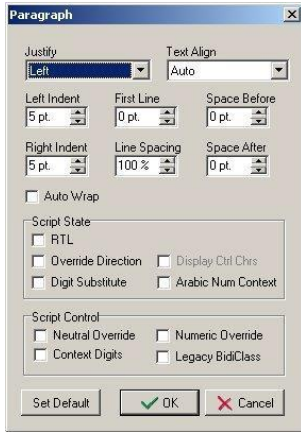 Paragraph
Justify Text Align
Left Auto
Left Indent First Line Space Before
5 pt. 0 pt. 0 pt.
Right Indent Line Spacing Space After
5 pt. 100 % 0 pt.
Auto Wrap
Script State
RTL
Override Direction Display Ctrl Chrs
Digit Substitute Arabic Num Context
Script Control
Neutral Override Numeric Override
Context Digits Legacy BidiClass
Set Default OK Cancel